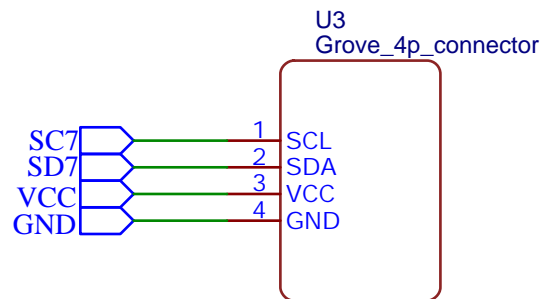 U3
Grove_4p_connector
SC7 1 SCL
SD7 2 SDA
VCC 3 VCC
GND 4 GND